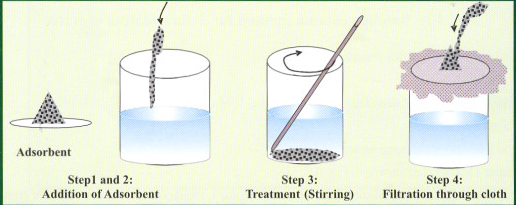 Adsorbent
Step1 and 2:
Addition of Adsorbent
Step 3:
Treatment (Stirring)
Step 4:
Filtration through cloth